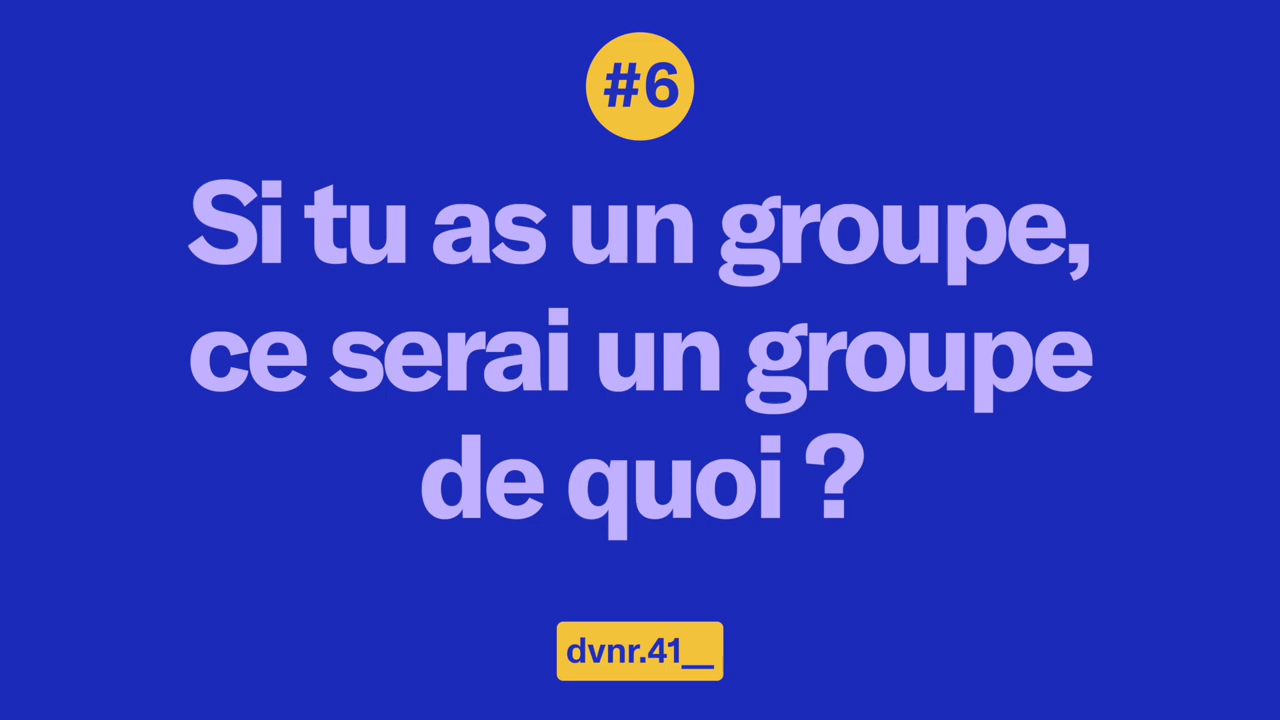 #6
Si tu as un groupe,
ce serai un groupe
de quoi ?
dvnr.41__